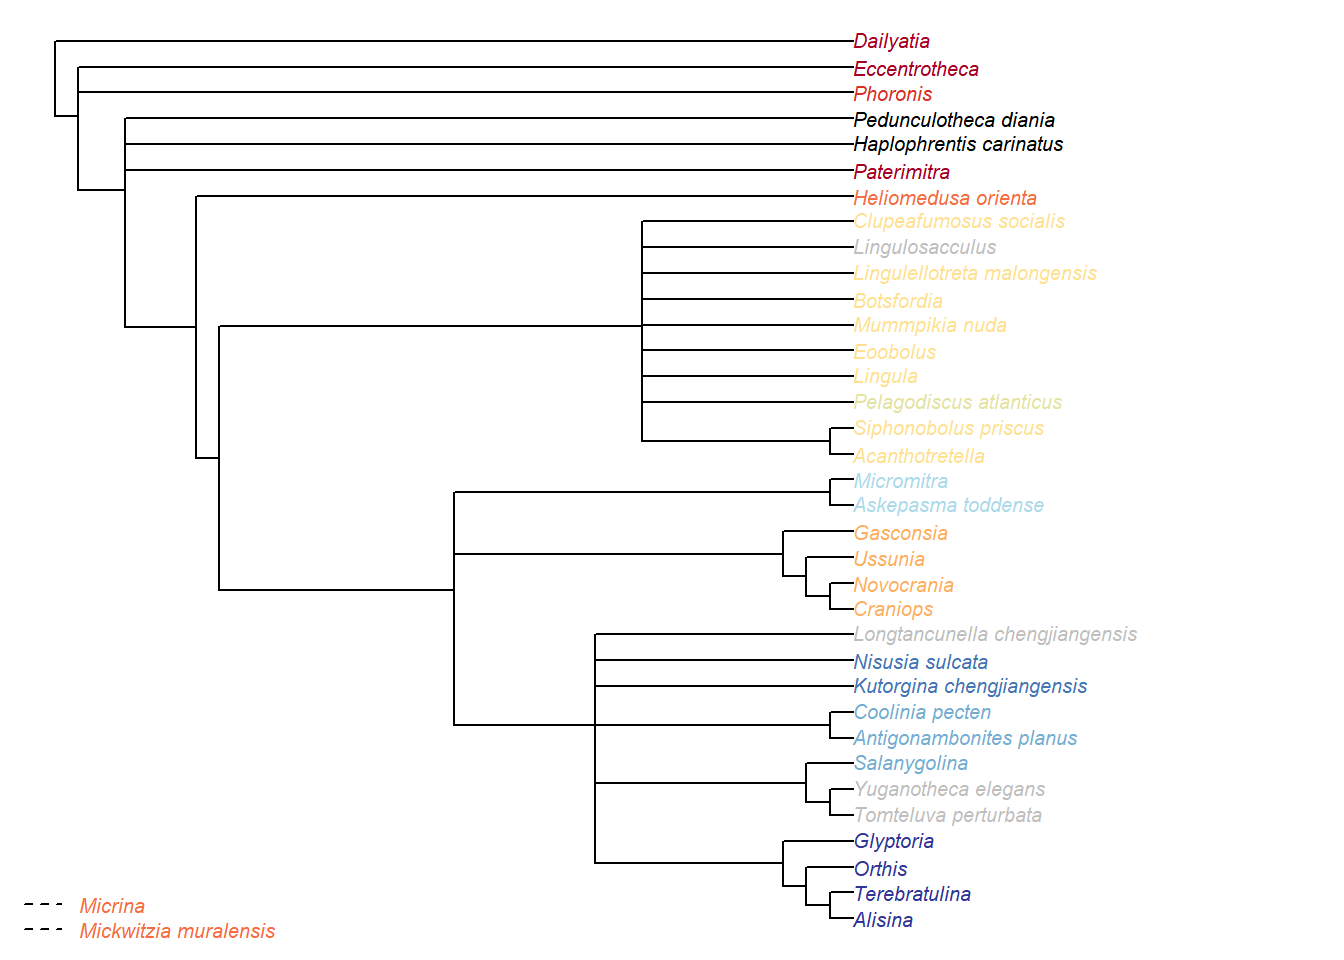 Dailyatia
Eccentrotheca
Phoronis
Pedunculotheca diania
Haplophrentis carinatus
Paterimitra
Heliomedusa orienta
Clupeafumosus socialis
Lingulosacculus
Lingulellotreta malongensis
Botsfordia
Mummpikia nuda
Eoobolus
Lingula
Pelagodiscus atlanticus
Siphonobolus priscus
Acanthotretella
Micromitra
Askepasma toddense
Gasconsia
Ussunia
Novocrania
Craniops
Longtancunella chengjiangensis
Nisusia sulcata
Kutorgina chengjiangensis
Coolinia pecten
Antigonambonites planus
Salanygolina
Yuganotheca elegans
Tomteluva perturbata
Glyptoria
Orthis
Terebratulina
Alisina
Micrina
Mickwitzia muralensis